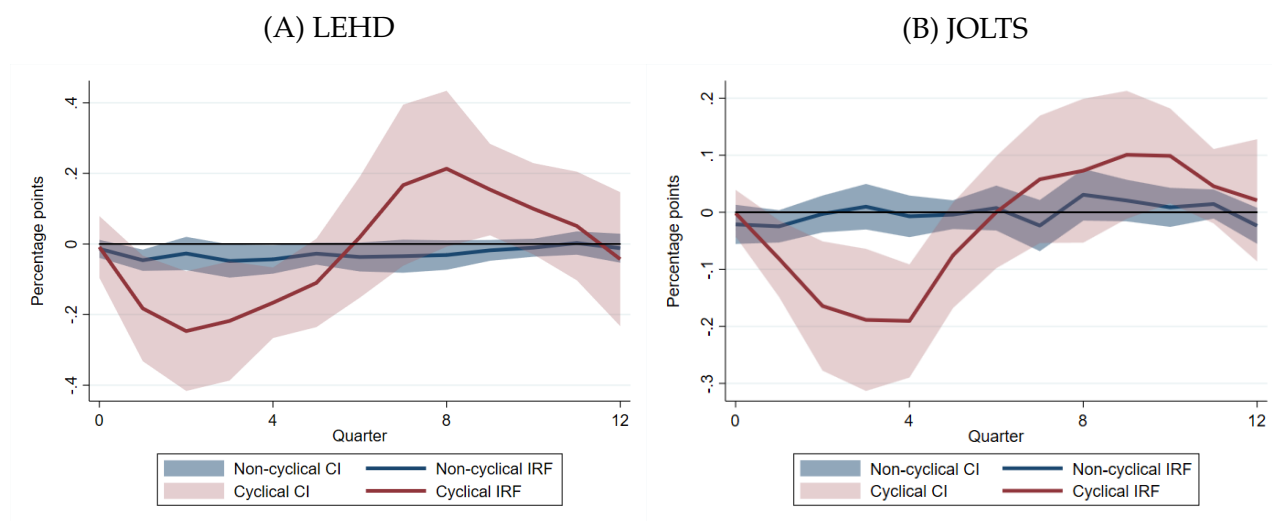 (A) LEHD
Percentage points
.4
.2
0
-.2
-.4
0
4
8
12
Quarter
Non-cyclical CI
Non-cyclical IRF
Cyclical CI
Cyclical IRF
(B) JOLTS
Percentage points
.2
.1
0
-.1
-.2
-.3
0
4
8
12
Quarter
Non-cyclical CI
Non-cyclical IRF
Cyclical CI
Cyclical IRF